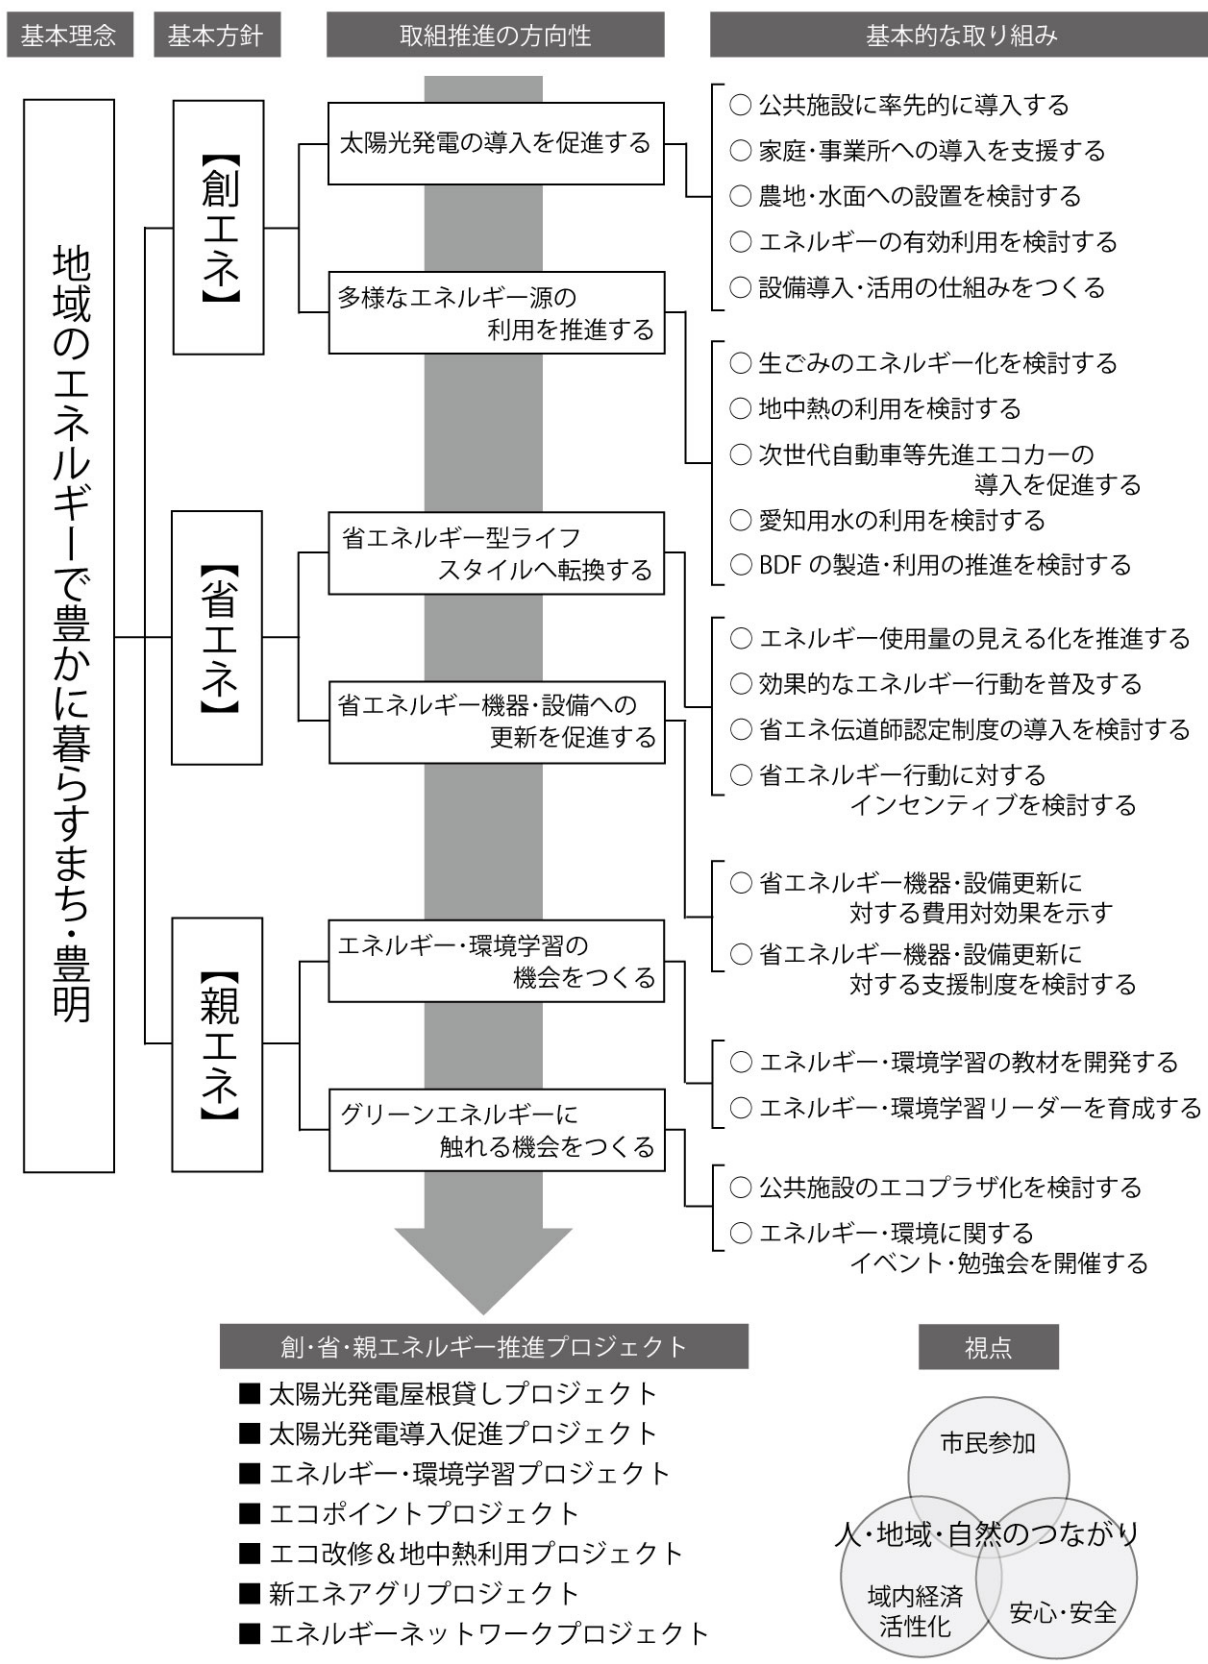 基本理念
基本方針
取組推進の方向性
基本的な取り組み
地域のエネルギーで豊かに暮らすまち・豊明
【創エネ】
太陽光発電の導入を促進する
多様なエネルギー源の
利用を推進する
【省エネ】
省エネルギー型ライフ
スタイルへ転換する
省エネルギー機器・設備への
更新を促進する
【親エネ】
エネルギー・環境学習の
機会をつくる
グリーンエネルギーに
触れる機会をつくる
○ 公共施設に率先的に導入する
○ 家庭・事業所への導入を支援する
○ 農地・水面への設置を検討する
○ エネルギーの有効利用を検討する
○ 設備導入・活用の仕組みをつくる
○ 生ごみのエネルギー化を検討する
○ 地中熱の利用を検討する
○ 次世代自動車等先進エコカーの
導入を促進する
○ 愛知用水の利用を検討する
○ BDF の製造・利用の推進を検討する
○ エネルギー使用量の見える化を推進する
○ 効果的なエネルギー行動を普及する
○ 省エネ伝道師認定制度の導入を検討する
○ 省エネルギー行動に対する
インセンティブを検討する
○ 省エネルギー機器・設備更新に
対する費用対効果を示す
○ 省エネルギー機器・設備更新に
対する支援制度を検討する
○ エネルギー・環境学習の教材を開発する
○ エネルギー・環境学習リーダーを育成する
○ 公共施設のエコプラザ化を検討する
○ エネルギー・環境に関する
イベント・勉強会を開催する
創・省・親エネルギー推進プロジェクト
■ 太陽光発電屋根貸しプロジェクト
■ 太陽光発電導入促進プロジェクト
■ エネルギー・環境学習プロジェクト
■ エコポイントプロジェクト
■ エコ改修＆地中熱利用プロジェクト
■ 新エネアグリプロジェクト
■ エネルギーネットワークプロジェクト
視点
市民参加
人・地域・自然のつながり
域内経済
活性化
安心・安全